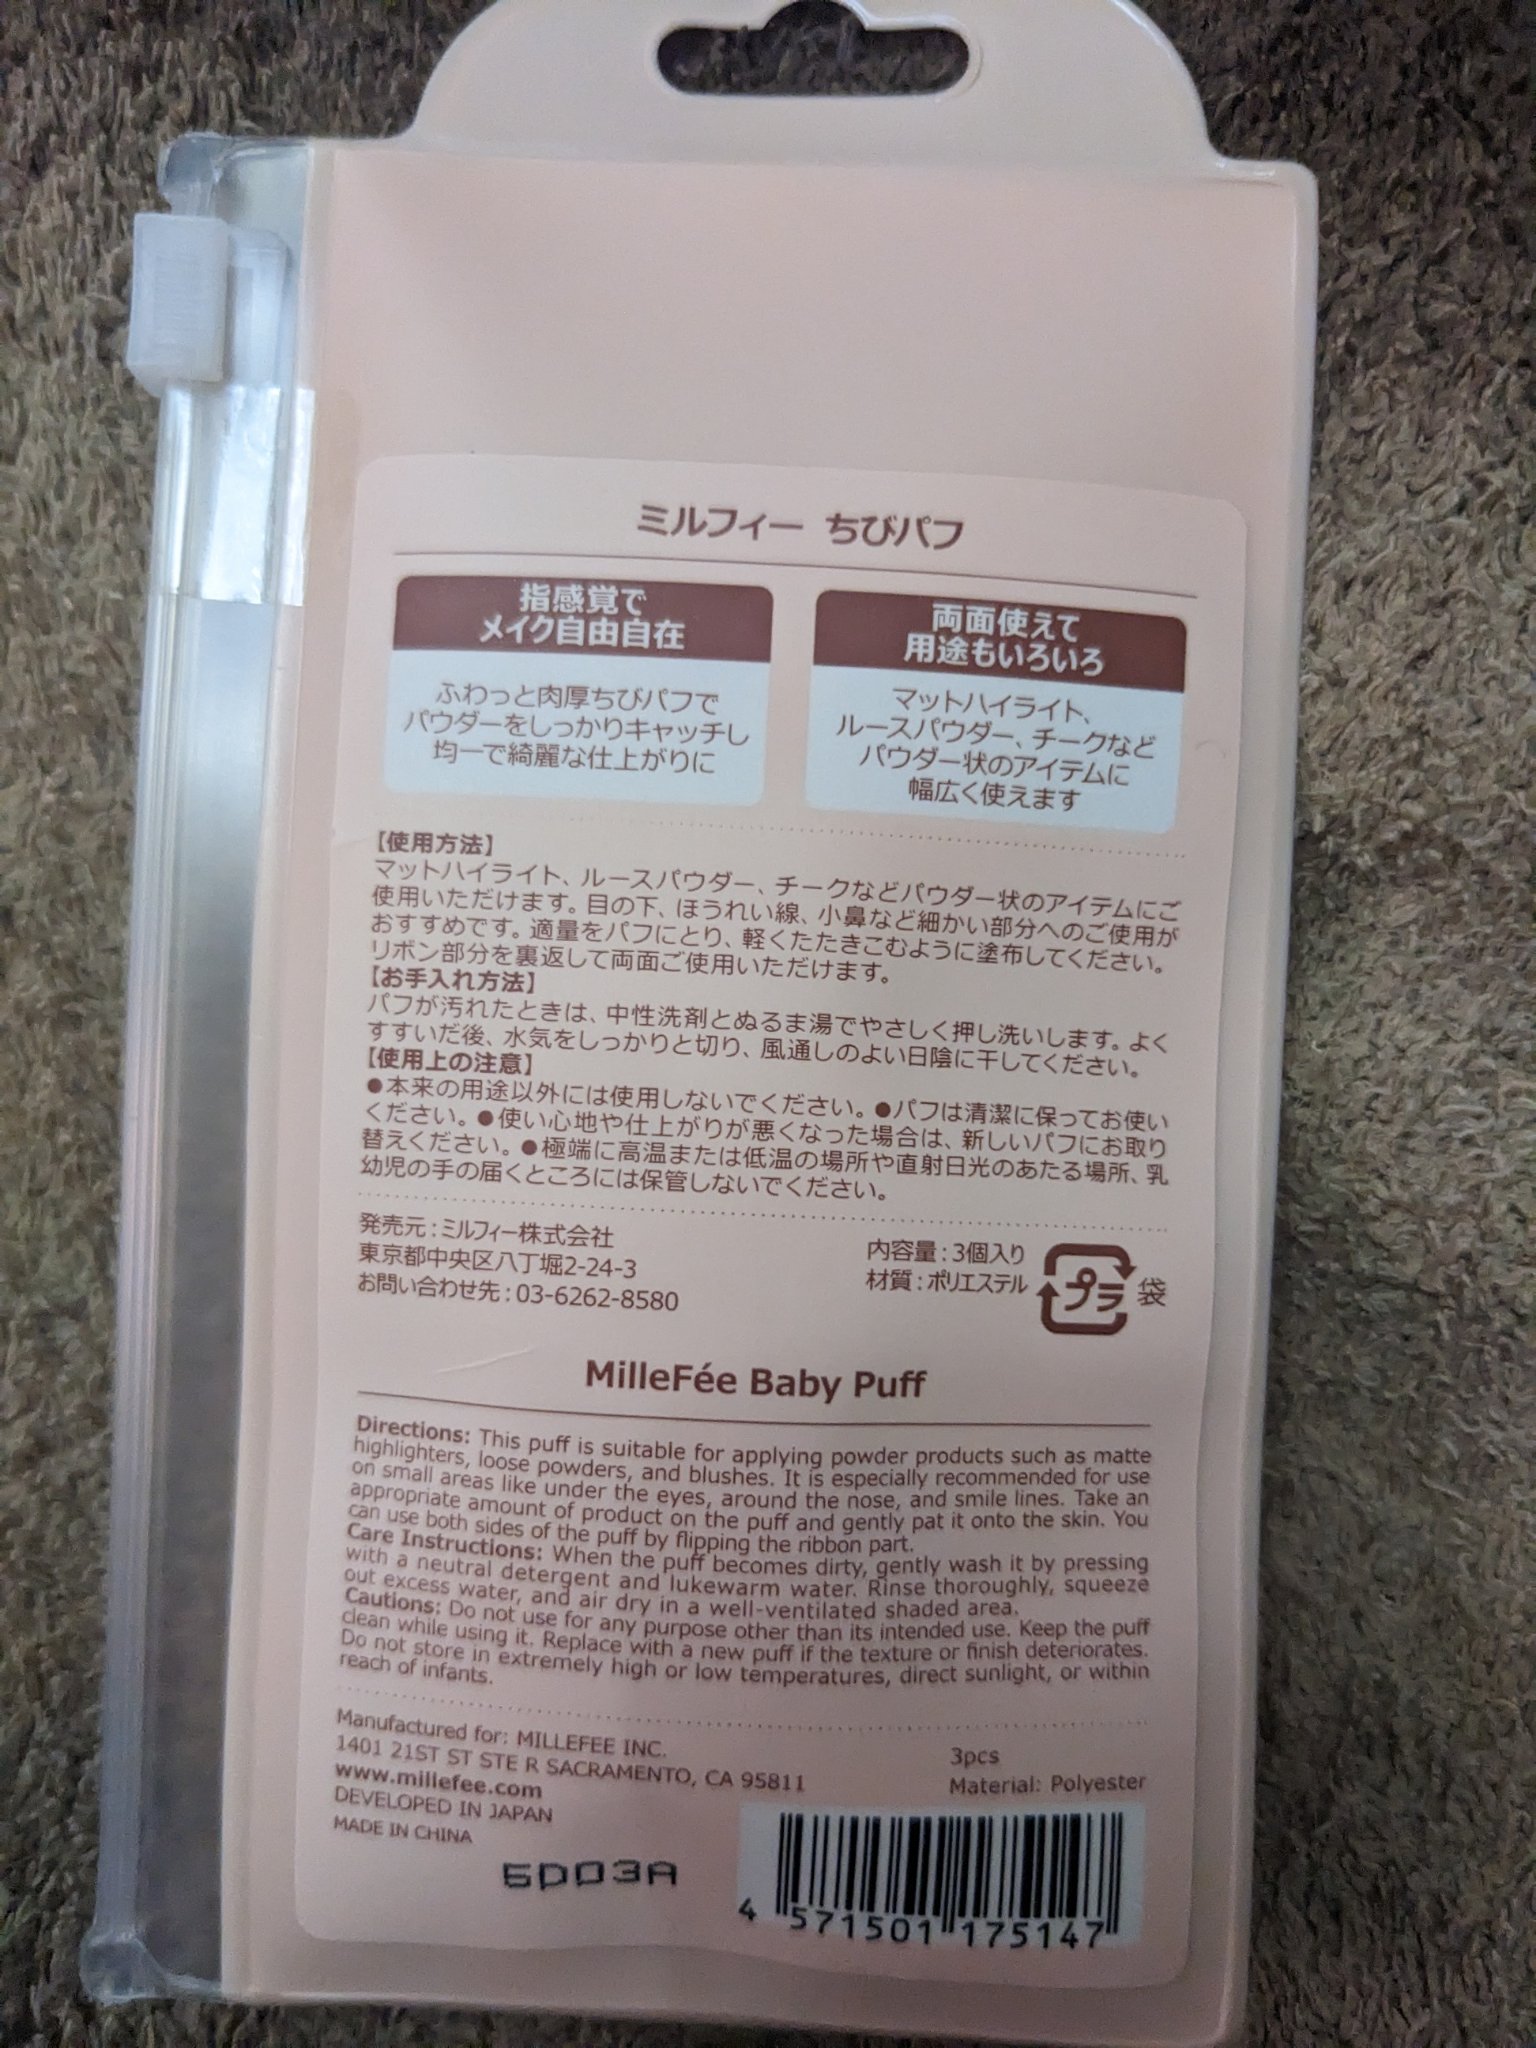 ミルフィー ちびパフ
指感覚で
メイク自由自在
ふわっと肉厚ちびパフで
パウダーをしっかりキャッチし
均一で綺麗な仕上がりに
両面使えて
用途もいろいろ
マットハイライト、
ルースパウダー、チークなど
パウダー状のアイテムに
幅広く使えます
【使用方法】
マットハイライト、ルースパウダー、チークなどパウダー状のアイテムにご
使用いただけます。目の下、ほうれい線、小鼻など細かい部分へのご使用が
おすすめです。適量をパフにとり、軽くたたきこむように塗布してください。
リボン部分を裏返して両面ご使用いただけます。
【お手入れ方法】
パフが汚れたときは、中性洗剤とぬるま湯でやさしく押し洗いします。よく
すすいだ後、水気をしっかりと切り、風通しのよい日陰に干してください。
【使用上の注意】
●本来の用途以外には使用しないでください。●パフは清潔に保ってお使い
ください。●使い心地や仕上がりが悪くなった場合は、新しいパフにお取り
替えください。●極端に高温または低温の場所や直射日光のあたる場所、乳
幼児の手の届くところには保管しないでください。
発売元:ミルフィー株式会社
東京都中央区八丁堀2-24-3
お問い合わせ先:03-6262-8580
内容量:3個入り
材質:ポリエステル
プラ 袋
MilleFée Baby Puff
Directions: This puff is suitable for applying powder products such as matte
highlighters, loose powders, and blushes. It is especially recommended for use
on small areas like under the eyes, around the nose, and smile lines. Take an
appropriate amount of product on the puff and gently pat it onto the skin. You
can use both sides of the puff by flipping the ribbon part.
Care Instructions: When the puff becomes dirty, gently wash it by pressing
with a neutral detergent and lukewarm water. Rinse thoroughly, squeeze
out excess water, and air dry in a well-ventilated shaded area.
Cautions: Do not use for any purpose other than its intended use. Keep the puff
clean while using it. Replace with a new puff if the texture or finish deteriorates.
Do not store in extremely high or low temperatures, direct sunlight, or within
reach of infants.
Manufactured for: MILLEFEE INC.
1401 21ST ST STE R SACRAMENTO, CA 95811
www.millefee.com
DEVELOPED IN JAPAN
MADE IN CHINA
3pcs
Material: Polyester
4 571501 175147